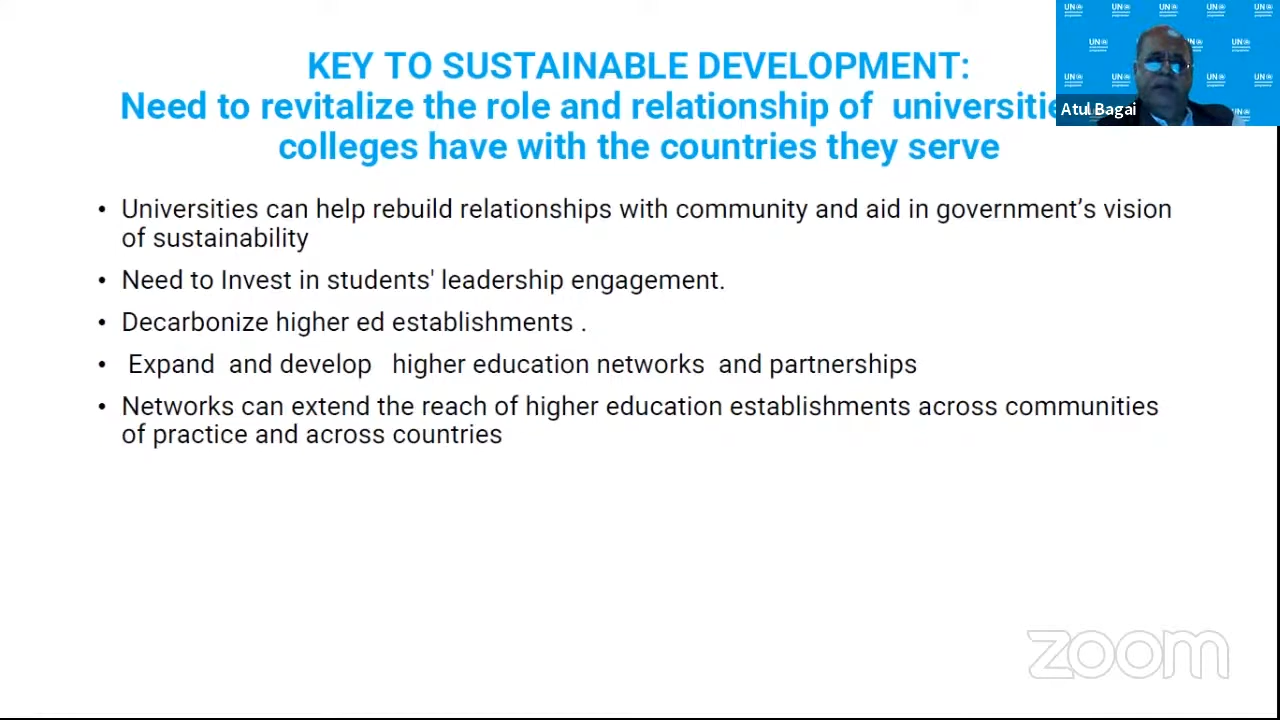 KEY TO SUSTAINABLE DEVELOPMENT:
Need to revitalize the role and relationship of universitie
colleges have with the countries they serve
UN
Atul Bagai
• Universities can help rebuild relationships with community and aid in government’s vision
of sustainability
• Need to Invest in students' leadership engagement.
• Decarbonize higher ed establishments .
• Expand and develop higher education networks and partnerships
• Networks can extend the reach of higher education establishments across communities
of practice and across countries
zoom